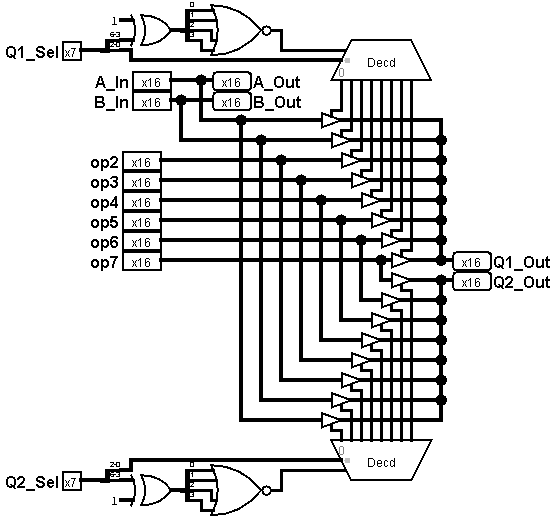 0
1
6-3
1
2
3
Q1_Sel x7
2-0
Decd
0
A_In x16 x16 A_Out
B_In x16 x16 B_Out
op2 x16
op3 x16
op4 x16
op5 x16
op6 x16
op7 x16
x16 Q1_Out
x16 Q2_Out
0
Decd
2-0
0
6-3
1
Q2_Sel x7
2
3
1